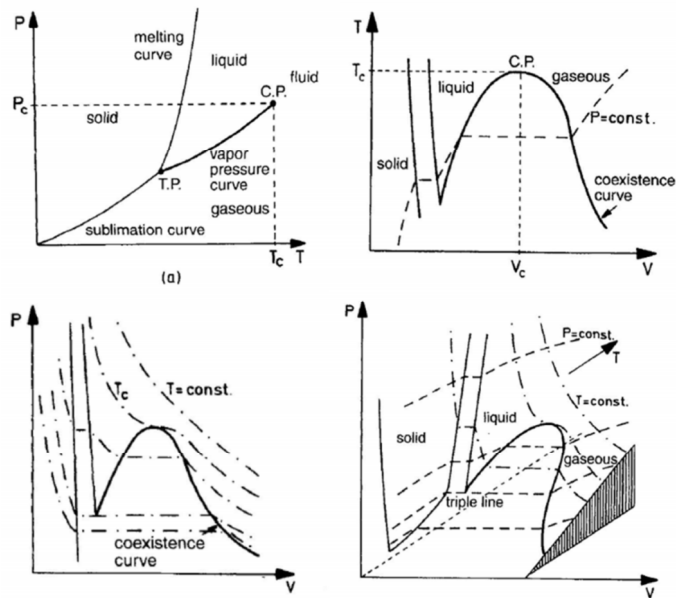 P
melting
curve
liquid
C.P.
fluid
Pc
solid
vapor
pressure
curve
T.P.
gaseous
sublimation curve
Tc
T
(a)
T
C.P.
Tc
gaseous
liquid
P=const.
solid
coexistence
curve
Vc
V
P
Tc
T=const.
coexistence
curve
V
P
P=const.
T
T=const.
solid
liquid
gaseous
triple line
V